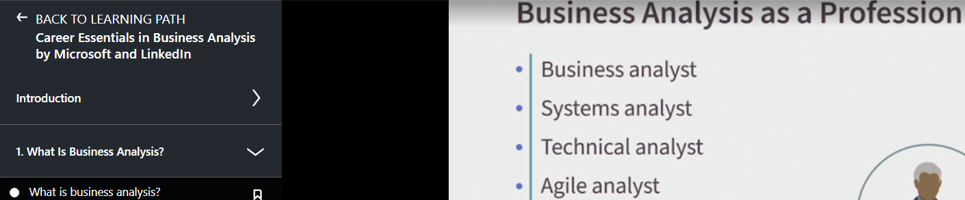 BACK TO LEARNING PATH
Career Essentials in Business Analysis
by Microsoft and LinkedIn
Introduction
1. What Is Business Analysis?
What is business analysis?
Business Analysis as a Profession
Business analyst
Systems analyst
Technical analyst
Agile analyst